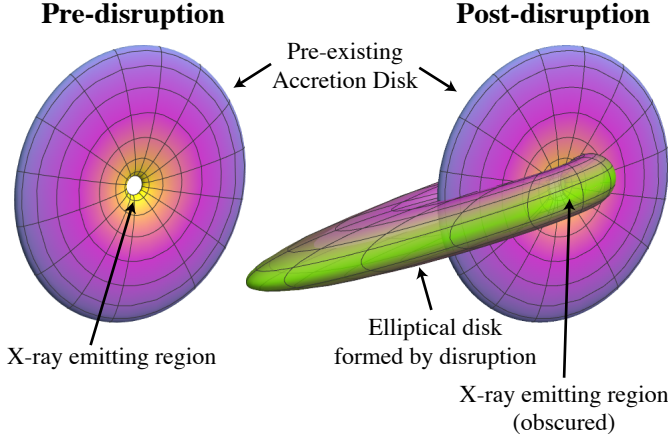 Pre-disruption
Post-disruption
Pre-existing
Accretion Disk
Elliptical disk
formed by disruption
X-ray emitting region
X-ray emitting region
(obscured)